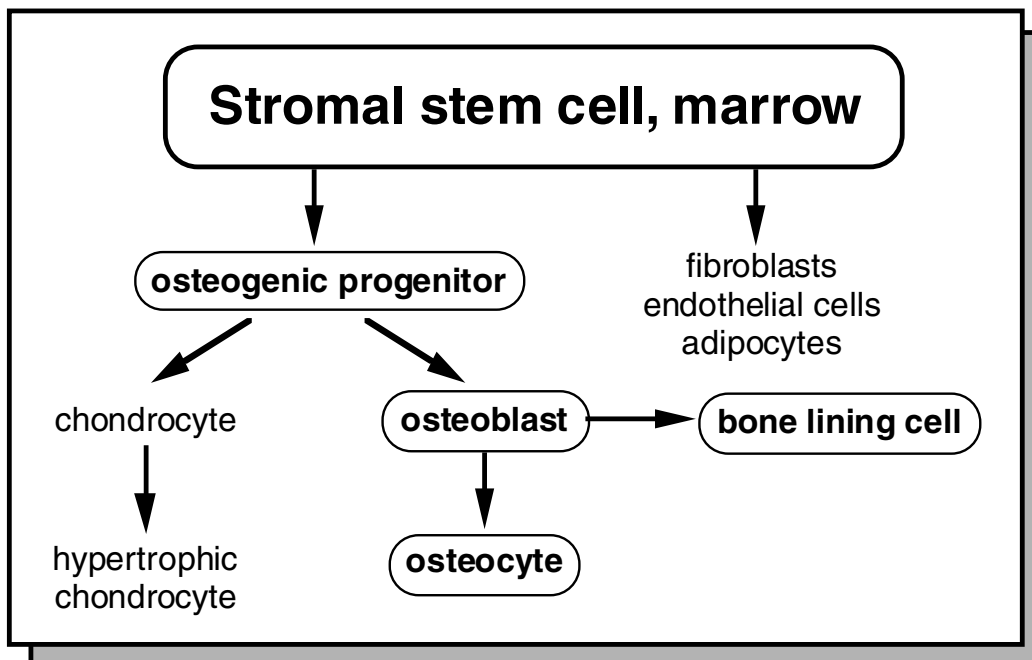 Stromal stem cell, marrow
osteogenic progenitor
fibroblasts
endothelial cells
adipocytes
chondrocyte
osteoblast
bone lining cell
hypertrophic
chondrocyte
osteocyte